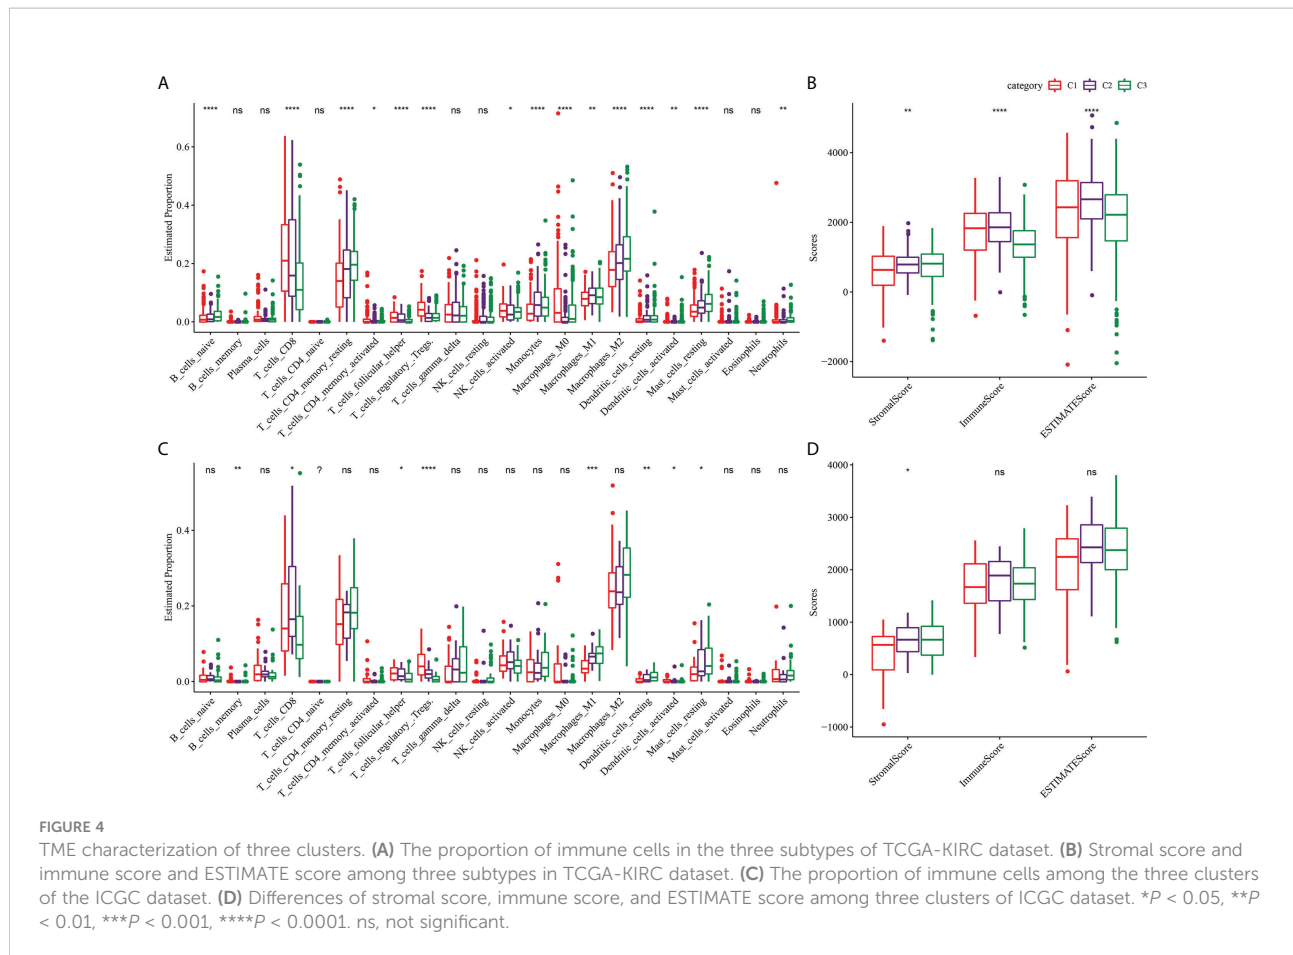 A
B
category C1 C2 C3
**** ns ns **** ns **** * **** **** ns ns * **** **** ** **** **** ** **** ns ns **
** **** ****
Estimated Proportion
0.6
0.4
0.2
0.0
B_cells_naive
B_cells_memory
Plasma_cells
T_cells_CD8
T_cells_CD4_naive
T_cells_CD4_memory_resting
T_cells_CD4_memory_activated
T_cells_follicular_helper
T_cells_regulatory_.Tregs.
T_cells_gamma_delta
NK_cells_resting
NK_cells_activated
Monocytes
Macrophages_M0
Macrophages_M1
Macrophages_M2
Dendritic_cells_resting
Dendritic_cells_activated
Mast_cells_resting
Mast_cells_activated
Eosinophils
Neutrophils
Scores
4000
2000
0
−2000
StromalScore
ImmuneScore
ESTIMATEScore
C
D
ns ** ns * ? ns ns * **** ns ns ns ns ns *** ns ** * * ns ns ns
* ns ns
Estimated Proportion
0.4
0.2
0.0
B_cells_naive
B_cells_memory
Plasma_cells
T_cells_CD8
T_cells_CD4_naive
T_cells_CD4_memory_resting
T_cells_CD4_memory_activated
T_cells_follicular_helper
T_cells_regulatory_.Tregs.
T_cells_gamma_delta
NK_cells_resting
NK_cells_activated
Monocytes
Macrophages_M0
Macrophages_M1
Macrophages_M2
Dendritic_cells_resting
Dendritic_cells_activated
Mast_cells_resting
Mast_cells_activated
Eosinophils
Neutrophils
Scores
4000
3000
2000
1000
0
−1000
StromalScore
ImmuneScore
ESTIMATEScore
FIGURE 4
TME characterization of three clusters. (A) The proportion of immune cells in the three subtypes of TCGA-KIRC dataset. (B) Stromal score and
immune score and ESTIMATE score among three subtypes in TCGA-KIRC dataset. (C) The proportion of immune cells among the three clusters
of the ICGC dataset. (D) Differences of stromal score, immune score, and ESTIMATE score among three clusters of ICGC dataset. *P < 0.05, **P
< 0.01, ***P < 0.001, ****P < 0.0001. ns, not significant.